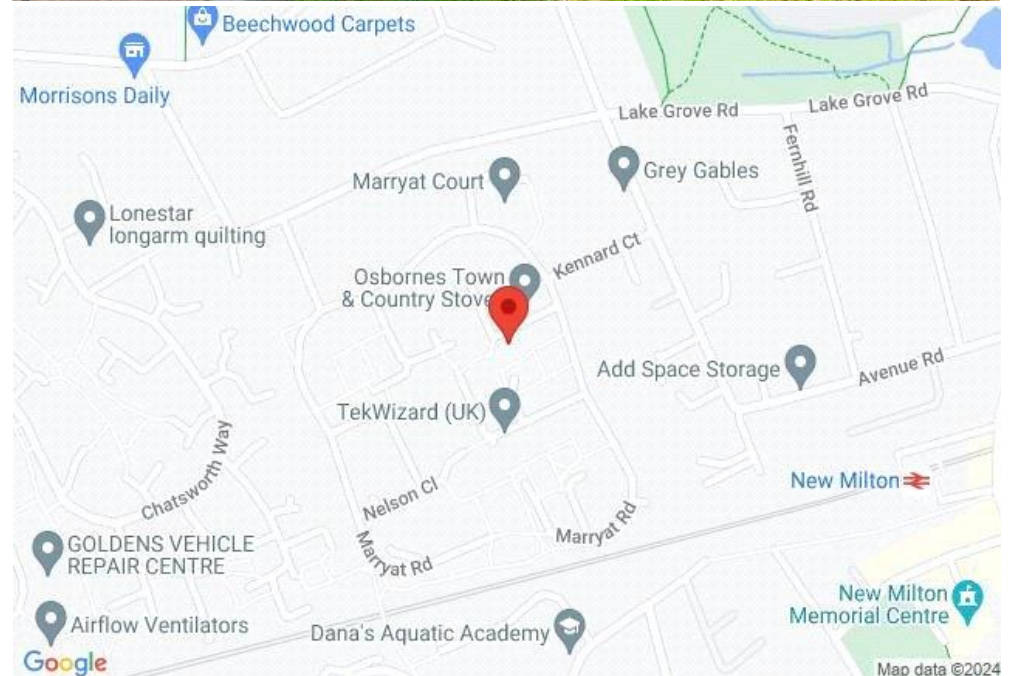 Beechwood Carpets
Morrisons Daily
Lake Grove Rd
Lake Grove Rd
Fernhill Rd
Marryat Court
Grey Gables
Lonestar
longarm quilting
Kennard Ct
Osbornes Town
& Country Stove
Add Space Storage
Avenue Rd
TekWizard (UK)
Chatsworth Way
Nelson Cl
New Milton
Marryat Rd
Marryat Rd
GOLDENS VEHICLE
REPAIR CENTRE
New Milton
Memorial Centre
Airflow Ventilators
Dana's Aquatic Academy
Google
Map data ©2024